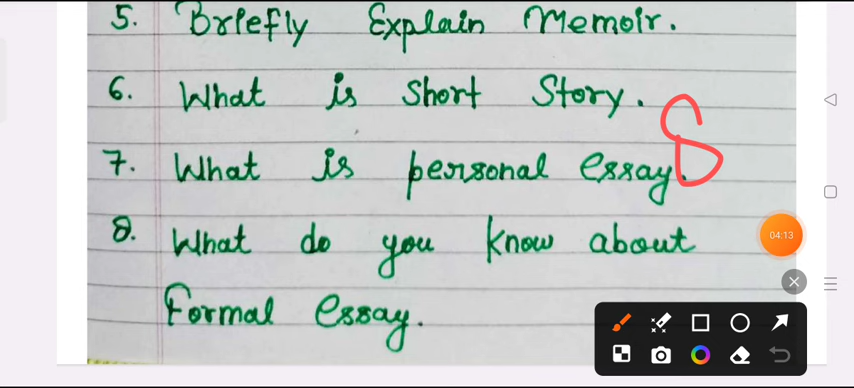 5. Briefly Explain Memoir.
6. What is Short Story.
7. What is personal essay.
8. What do you know about
Formal essay.
04:13